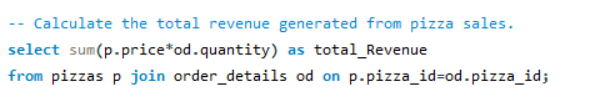 -- Calculate the total revenue generated from pizza sales.
select sum(p.price*od.quantity) as total_Revenue
from pizzas p join order_details od on p.pizza_id=od.pizza_id;